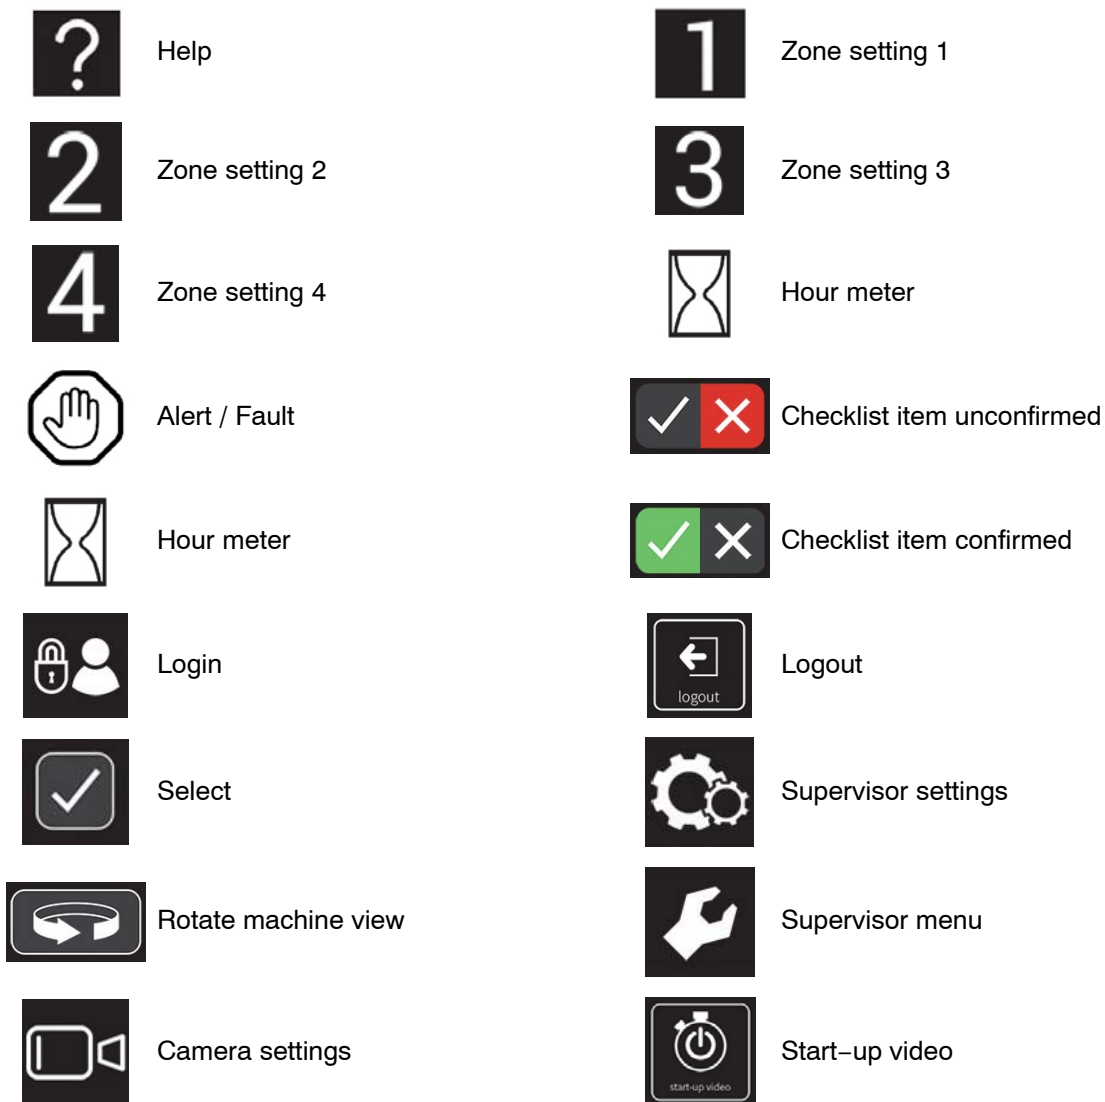 ? Help
1 Zone setting 1
2 Zone setting 2
3 Zone setting 3
4 Zone setting 4
Hour meter
Alert / Fault
Checklist item unconfirmed
Hour meter
Checklist item confirmed
Login
logout
Logout
Select
Supervisor settings
Rotate machine view
Supervisor menu
Camera settings
start-up video
Start–up video